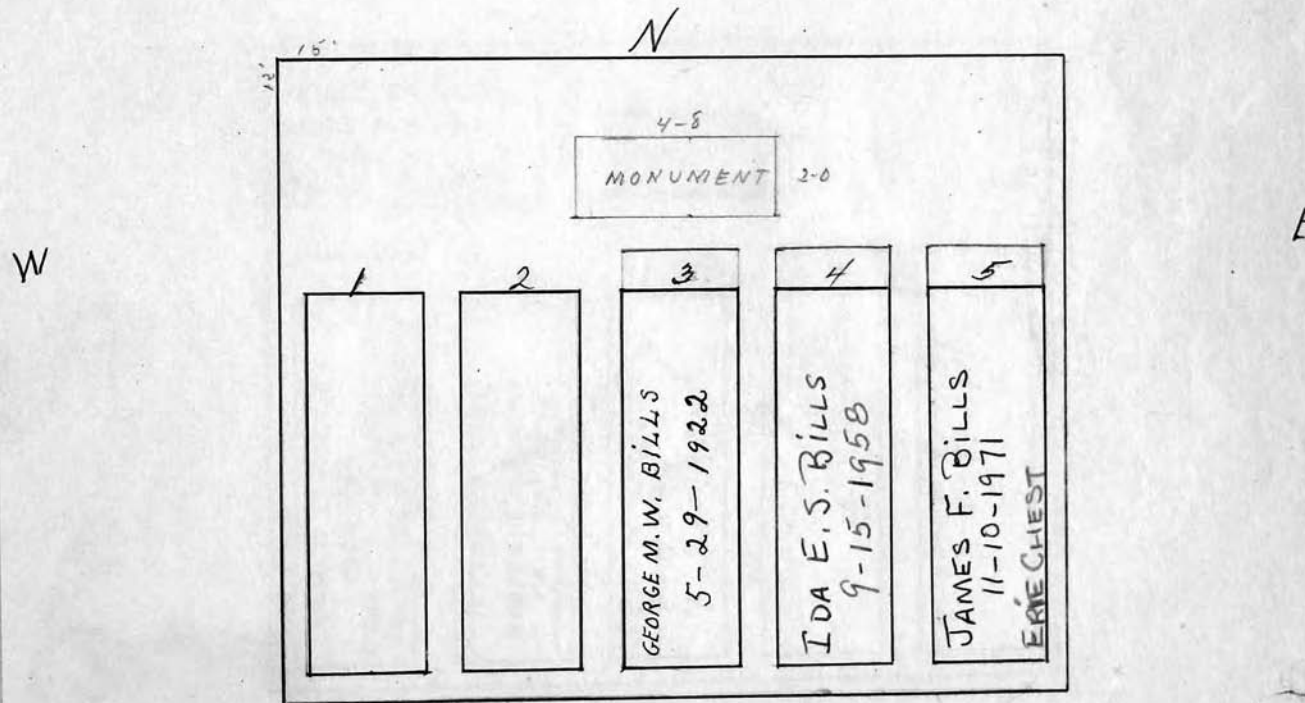 N
15'
12'
4-8
MONUMENT 2-0
W
E
1 2 3 4 5
GEORGE M.W. BILLS
5-29-1922
IDA E.S. BILLS
9-15-1958
JAMES F. BILLS
11-10-1971
ERIE CHEST